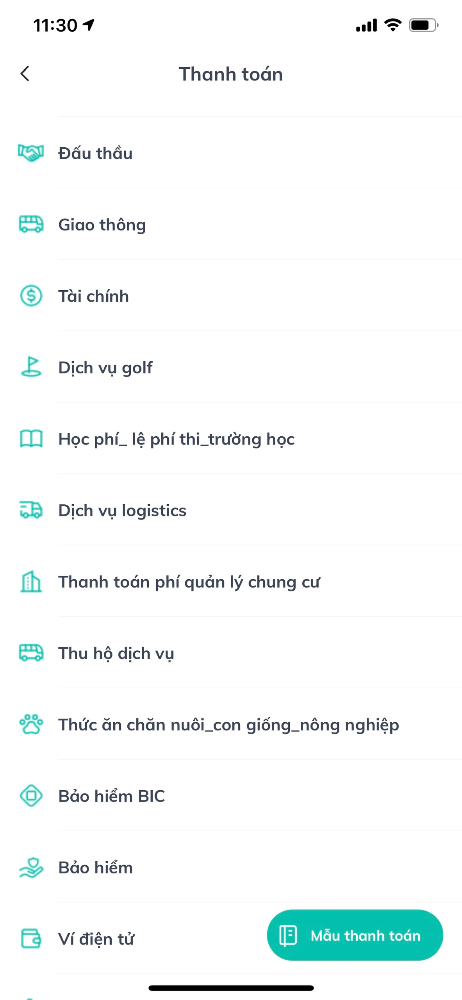 11:30
Thanh toán
Đấu thầu
Giao thông
Tài chính
Dịch vụ golf
Học phí_ lệ phí thi_trường học
Dịch vụ logistics
Thanh toán phí quản lý chung cư
Thu hộ dịch vụ
Thức ăn chăn nuôi_con giống_nông nghiệp
Bảo hiểm BIC
Bảo hiểm
Ví điện tử
Mẫu thanh toán